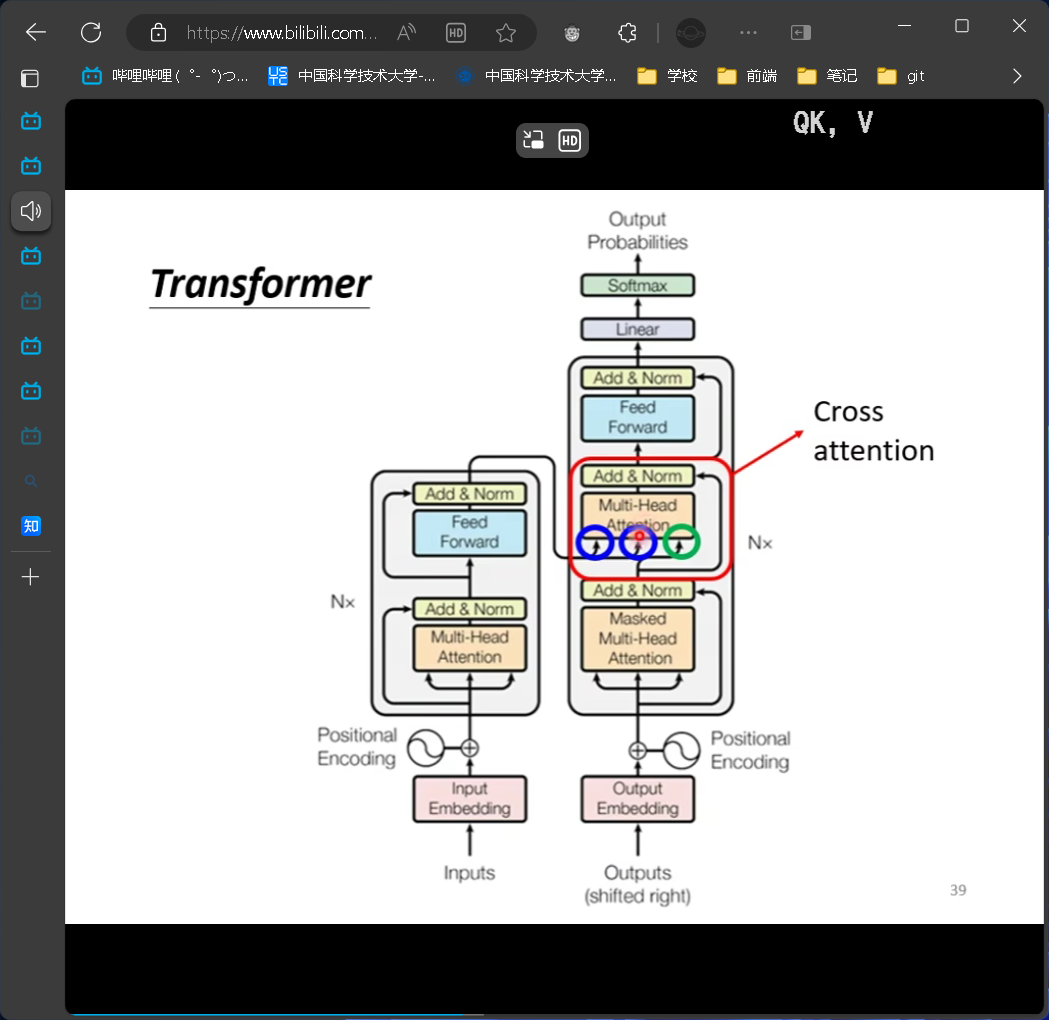 https://www.bilibili.com...
A))
HD
哔哩哔哩 (゜-゜)つ...
中国科学技术大学-...
中国科学技术大学...
学校
前端
笔记
git
QK, V
HD
知
Transformer
Output
Probabilities
Softmax
Linear
Add & Norm
Feed
Forward
Cross
attention
Add & Norm
Multi-Head
Attention
Nx
Add & Norm
Masked
Multi-Head
Attention
Add & Norm
Feed
Forward
Nx
Add & Norm
Multi-Head
Attention
Positional
Encoding
Positional
Encoding
Input
Embedding
Output
Embedding
Inputs
Outputs
(shifted right)
39